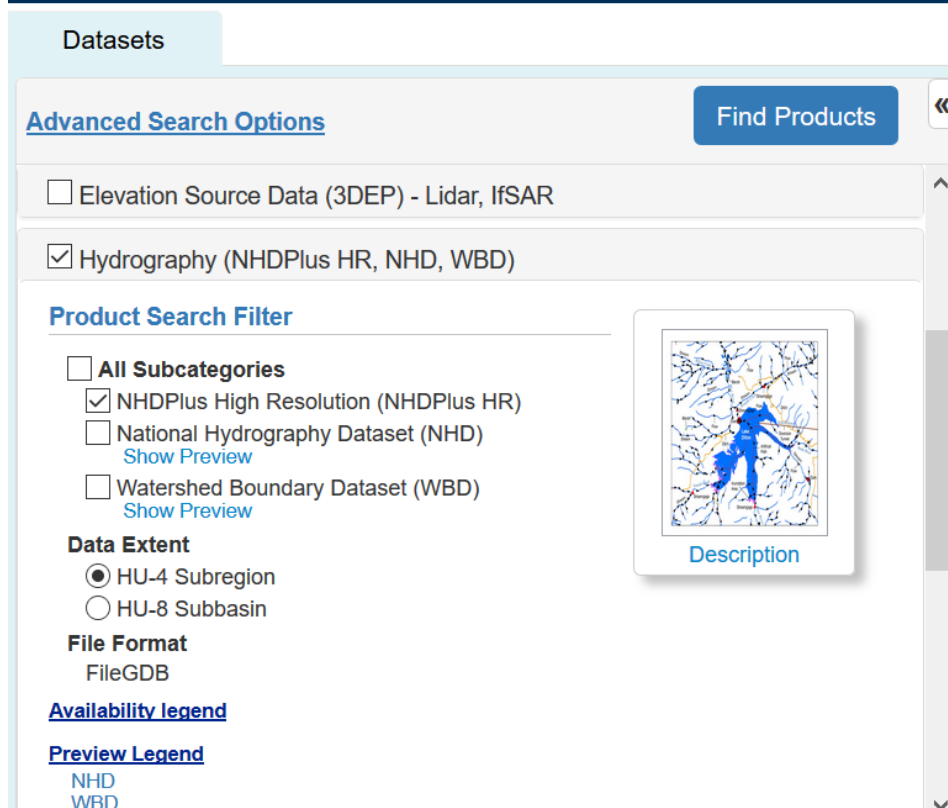 Datasets
Advanced Search Options
Find Products
«
Elevation Source Data (3DEP) - Lidar, IfSAR
Hydrography (NHDPlus HR, NHD, WBD)
Product Search Filter
All Subcategories
NHDPlus High Resolution (NHDPlus HR)
National Hydrography Dataset (NHD)
Show Preview
Watershed Boundary Dataset (WBD)
Show Preview
Description
Data Extent
HU-4 Subregion
HU-8 Subbasin
File Format
FileGDB
Availability legend
Preview Legend
NHD
WBD